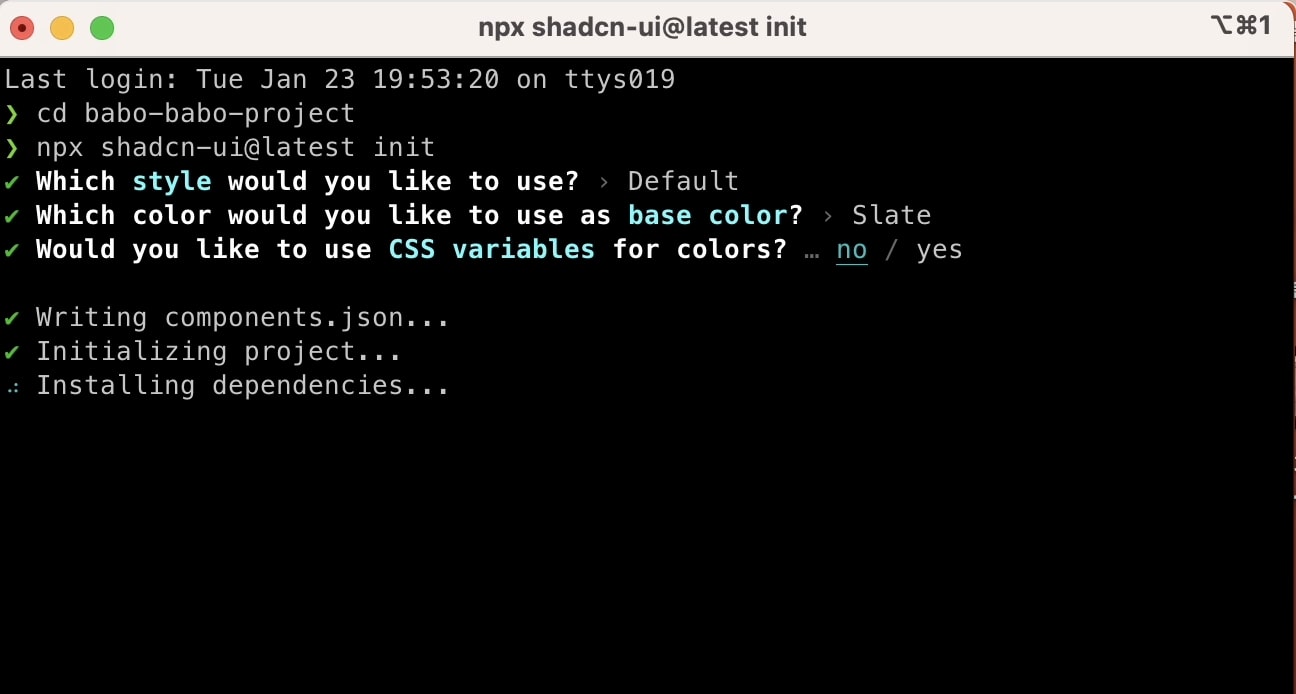 npx shadcn-ui@latest init
⌥⌘1
Last login: Tue Jan 23 19:53:20 on ttys019
❯ cd babo-babo-project
❯ npx shadcn-ui@latest init
✔ Which style would you like to use? › Default
✔ Which color would you like to use as base color? › Slate
✔ Would you like to use CSS variables for colors? … no / yes
✔ Writing components.json...
✔ Initializing project...
⠴ Installing dependencies...